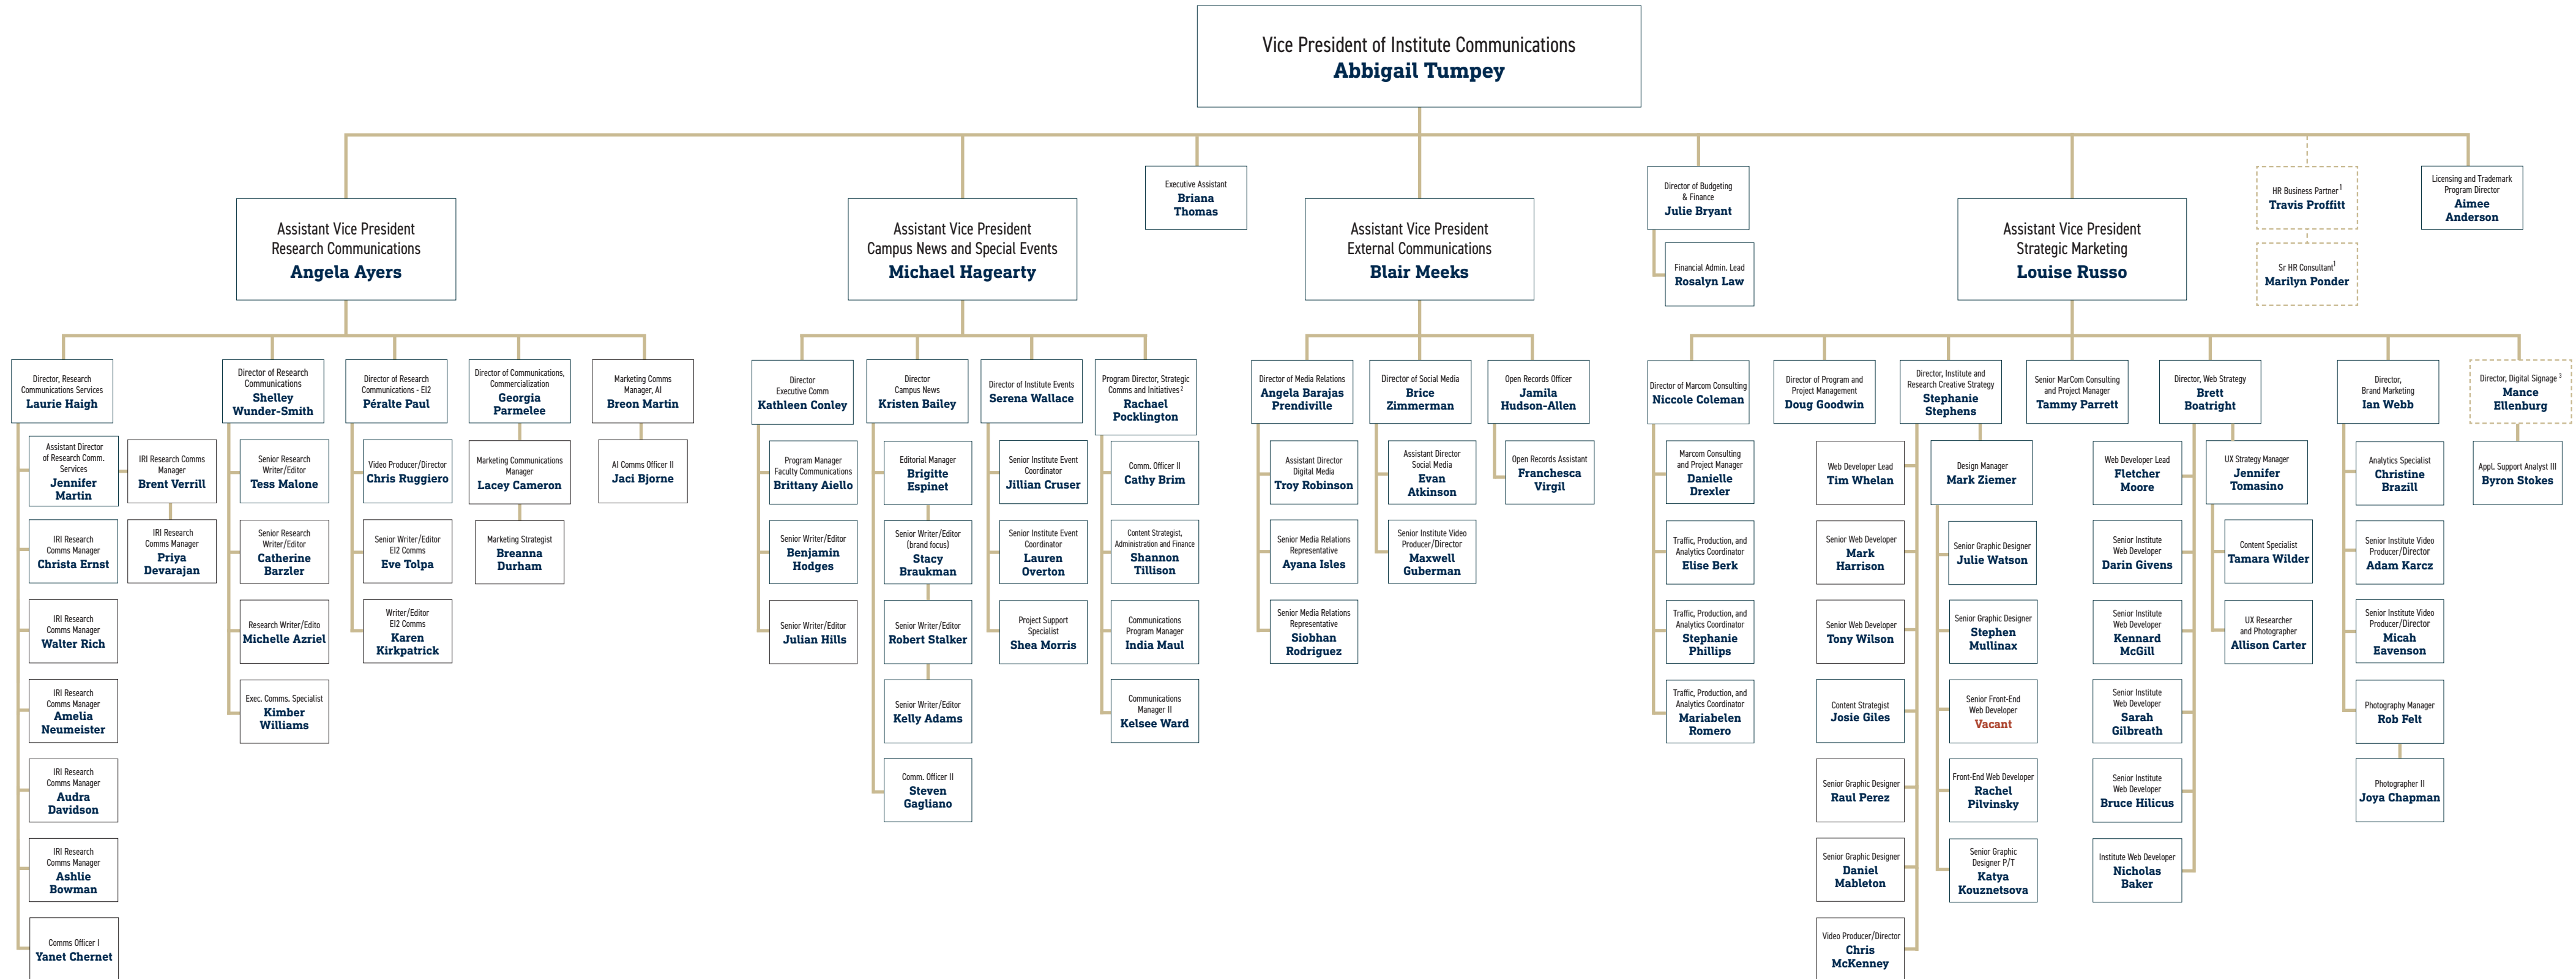 Vice President of Institute Communications
Abbigail Tumpey
Executive Assistant
Briana
Thomas
Director of Budgeting
& Finance
Julie Bryant
Financial Admin. Lead
Rosalyn Law
HR Business Partner1
Travis Proffitt
Sr HR Consultant1
Marilyn Ponder
Licensing and Trademark
Program Director
Aimee
Anderson
Assistant Vice President
Research Communications
Angela Ayers
Director, Research
Communications Services
Laurie Haigh
Assistant Director
of Research Comm.
Services
Jennifer
Martin
IRI Research Comms
Manager
Brent Verrill
IRI Research
Comms Manager
Priya
Devarajan
IRI Research
Comms Manager
Christa Ernst
IRI Research
Comms Manager
Walter Rich
IRI Research
Comms Manager
Amelia
Neumeister
IRI Research
Comms Manager
Audra
Davidson
IRI Research
Comms Manager
Ashlie
Bowman
Comms Officer I
Yanet Chernet
Director of Research
Communications
Shelley
Wunder-Smith
Senior Research
Writer/Editor
Tess Malone
Senior Research
Writer/Editor
Catherine
Barzler
Research Writer/Edito
Michelle Azriel
Exec. Comms. Specialist
Kimber
Williams
Director of Research
Communications - EI2
Péralte Paul
Video Producer/Director
Chris Ruggiero
Senior Writer/Editor
EI2 Comms
Eve Tolpa
Writer/Editor
EI2 Comms
Karen
Kirkpatrick
Director of Communications,
Commercialization
Georgia
Parmelee
Marketing Communications
Manager
Lacey Cameron
Marketing Strategist
Breanna
Durham
Marketing Comms
Manager, AI
Breon Martin
AI Comms Officer II
Jaci Bjorne
Assistant Vice President
Campus News and Special Events
Michael Hagearty
Director
Executive Comm
Kathleen Conley
Program Manager
Faculty Communications
Brittany Aiello
Senior Writer/Editor
Benjamin
Hodges
Senior Writer/Editor
Julian Hills
Director
Campus News
Kristen Bailey
Editorial Manager
Brigitte
Espinet
Senior Writer/Editor
(brand focus)
Stacy
Braukman
Senior Writer/Editor
Robert Stalker
Senior Writer/Editor
Kelly Adams
Comm. Officer II
Steven
Gagliano
Director of Institute Events
Serena Wallace
Senior Institute Event
Coordinator
Jillian Cruser
Senior Institute Event
Coordinator
Lauren
Overton
Project Support
Specialist
Shea Morris
Program Director, Strategic
Comms and Initiatives 2
Rachael
Pocklington
Comm. Officer II
Cathy Brim
Content Strategist,
Administration and Finance
Shannon
Tillison
Communications
Program Manager
India Maul
Communications
Manager II
Kelsee Ward
Assistant Vice President
External Communications
Blair Meeks
Director of Media Relations
Angela Barajas
Prendiville
Assistant Director
Digital Media
Troy Robinson
Senior Media Relations
Representative
Ayana Isles
Senior Media Relations
Representative
Siobhan
Rodriguez
Director of Social Media
Brice
Zimmerman
Assistant Director
Social Media
Evan
Atkinson
Senior Institute Video
Producer/Director
Maxwell
Guberman
Open Records Officer
Jamila
Hudson-Allen
Open Records Assistant
Franchesca
Virgil
Assistant Vice President
Strategic Marketing
Louise Russo
Director of Marcom Consulting
Niccole Coleman
Marcom Consulting
and Project Manager
Danielle
Drexler
Traffic, Production, and
Analytics Coordinator
Elise Berk
Traffic, Production, and
Analytics Coordinator
Stephanie
Phillips
Traffic, Production, and
Analytics Coordinator
Mariabelen
Romero
Director of Program and
Project Management
Doug Goodwin
Director, Institute and
Research Creative Strategy
Stephanie
Stephens
Web Developer Lead
Tim Whelan
Senior Web Developer
Mark
Harrison
Senior Web Developer
Tony Wilson
Content Strategist
Josie Giles
Senior Graphic Designer
Raul Perez
Senior Graphic Designer
Daniel
Mableton
Video Producer/Director
Chris
McKenney
Design Manager
Mark Ziemer
Senior Graphic Designer
Julie Watson
Senior Graphic Designer
Stephen
Mullinax
Senior Front-End
Web Developer
Vacant
Front-End Web Developer
Rachel
Pilvinsky
Senior Graphic
Designer P/T
Katya
Kouznetsova
Senior MarCom Consulting
and Project Manager
Tammy Parrett
Director, Web Strategy
Brett
Boatright
Web Developer Lead
Fletcher
Moore
Senior Institute
Web Developer
Darin Givens
Senior Institute
Web Developer
Kennard
McGill
Senior Institute
Web Developer
Sarah
Gilbreath
Senior Institute
Web Developer
Bruce Hilicus
Institute Web Developer
Nicholas
Baker
UX Strategy Manager
Jennifer
Tomasino
Content Specialist
Tamara Wilder
UX Researcher
and Photographer
Allison Carter
Director,
Brand Marketing
Ian Webb
Analytics Specialist
Christine
Brazill
Senior Institute Video
Producer/Director
Adam Karcz
Senior Institute Video
Producer/Director
Micah
Eavenson
Photography Manager
Rob Felt
Photographer II
Joya Chapman
Director, Digital Signage 3
Mance
Ellenburg
Appl. Support Analyst III
Byron Stokes